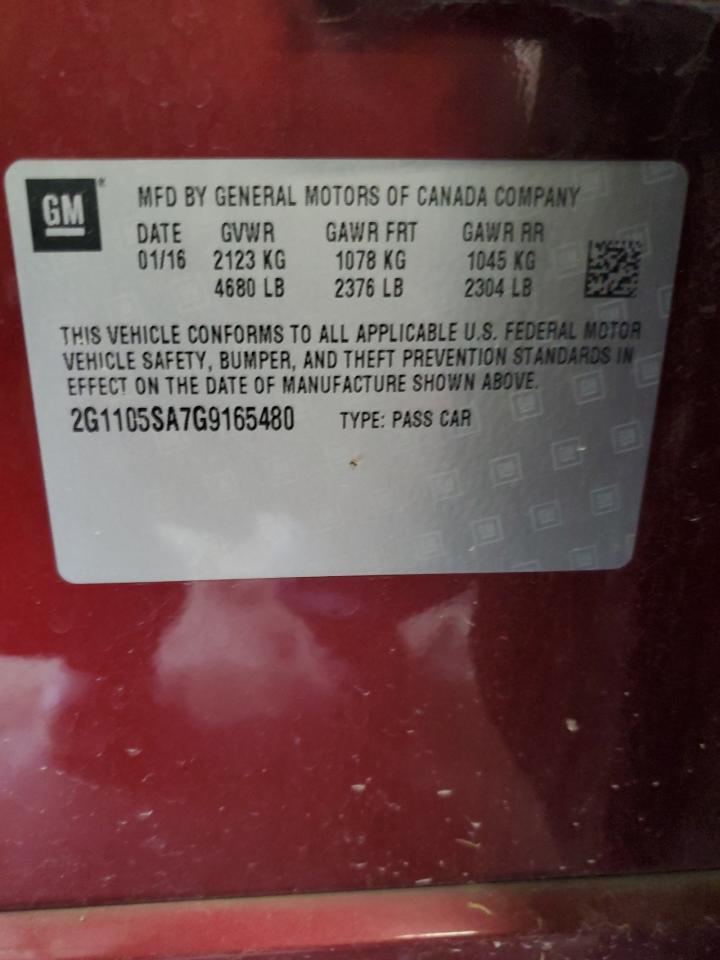 GM
MFD BY GENERAL MOTORS OF CANADA COMPANY
DATE GVWR GAWR FRT GAWR RR
01/16 2123 KG 1078 KG 1045 KG
4680 LB 2376 LB 2304 LB
THIS VEHICLE CONFORMS TO ALL APPLICABLE U.S. FEDERAL MOTOR
VEHICLE SAFETY, BUMPER, AND THEFT PREVENTION STANDARDS IN
EFFECT ON THE DATE OF MANUFACTURE SHOWN ABOVE.
2G1105SA7G9165480 TYPE: PASS CAR